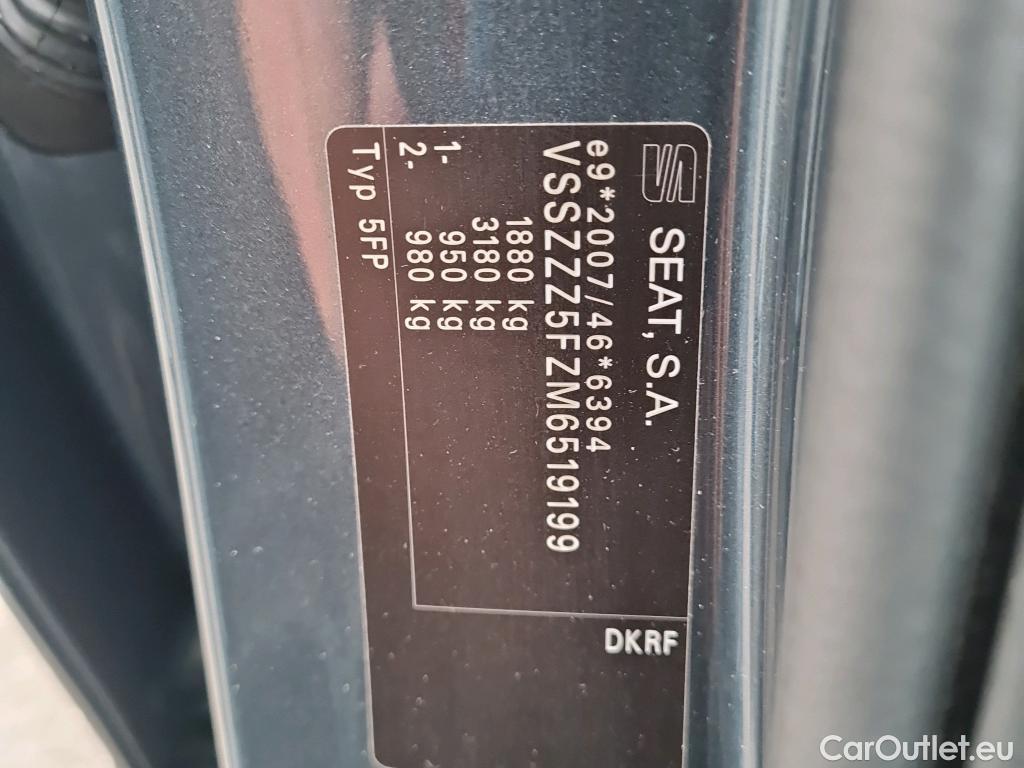 SEAT, S.A.
e9*2007/46*6394
VSSZZZ5FZM6519199
1880 kg
3180 kg
1- 950 kg
2- 980 kg
Typ 5FP
DKRF
CarOutlet.eu